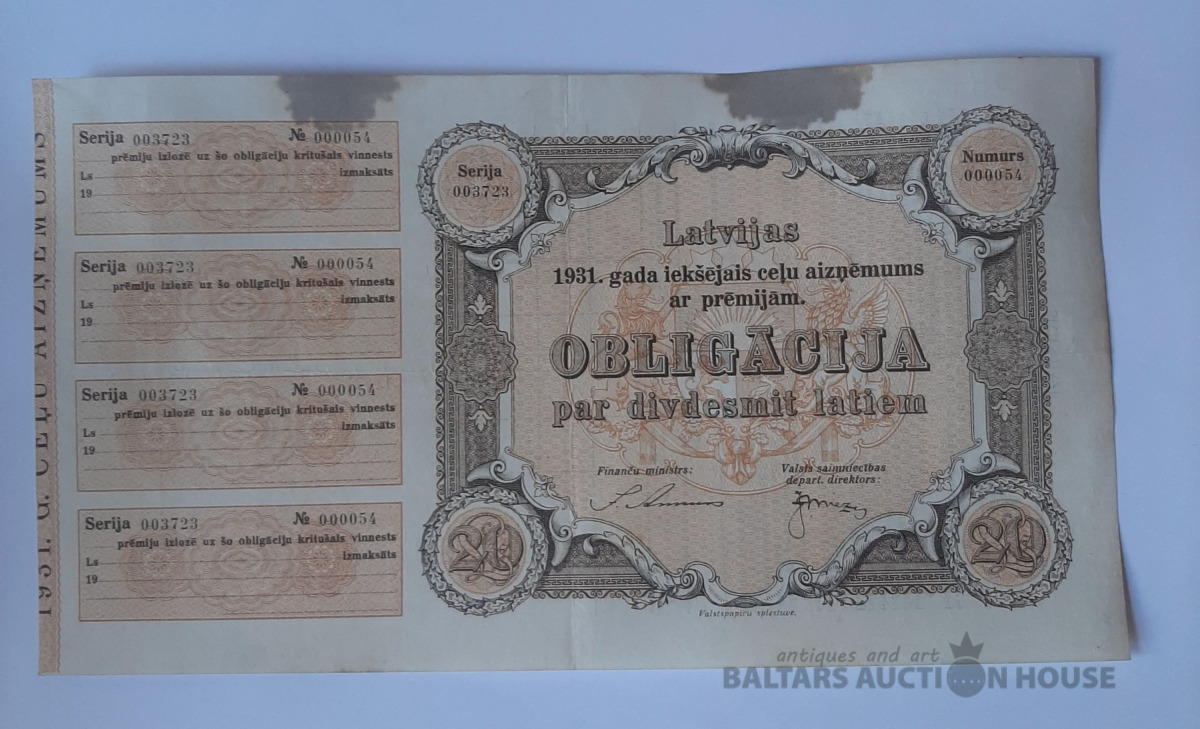 1931. G. CEĻU AIZŅĒMUMS
Serija 003723 № 000054
prēmiju izlozē uz šo obligāciju kritušais vinnests
Ls izmaksāts
19
Serija 003723 № 000054
prēmiju izlozē uz šo obligāciju kritušais vinnests
Ls izmaksāts
19
Serija 003723 № 000054
prēmiju izlozē uz šo obligāciju kritušais vinnests
Ls izmaksāts
19
Serija 003723 № 000054
prēmiju izlozē uz šo obligāciju kritušais vinnests
Ls izmaksāts
19
Serija
003723
Numurs
000054
Latvijas
1931. gada iekšējais ceļu aizņēmums
ar prēmijām.
OBLIGĀCIJA
par divdesmit latiem
Finanču ministrs:
Valsts saimniecības
depart. direktors:
20
20
Valstspapiru spiestuve.
antiques and art
BALTARS AUCTION HOUSE